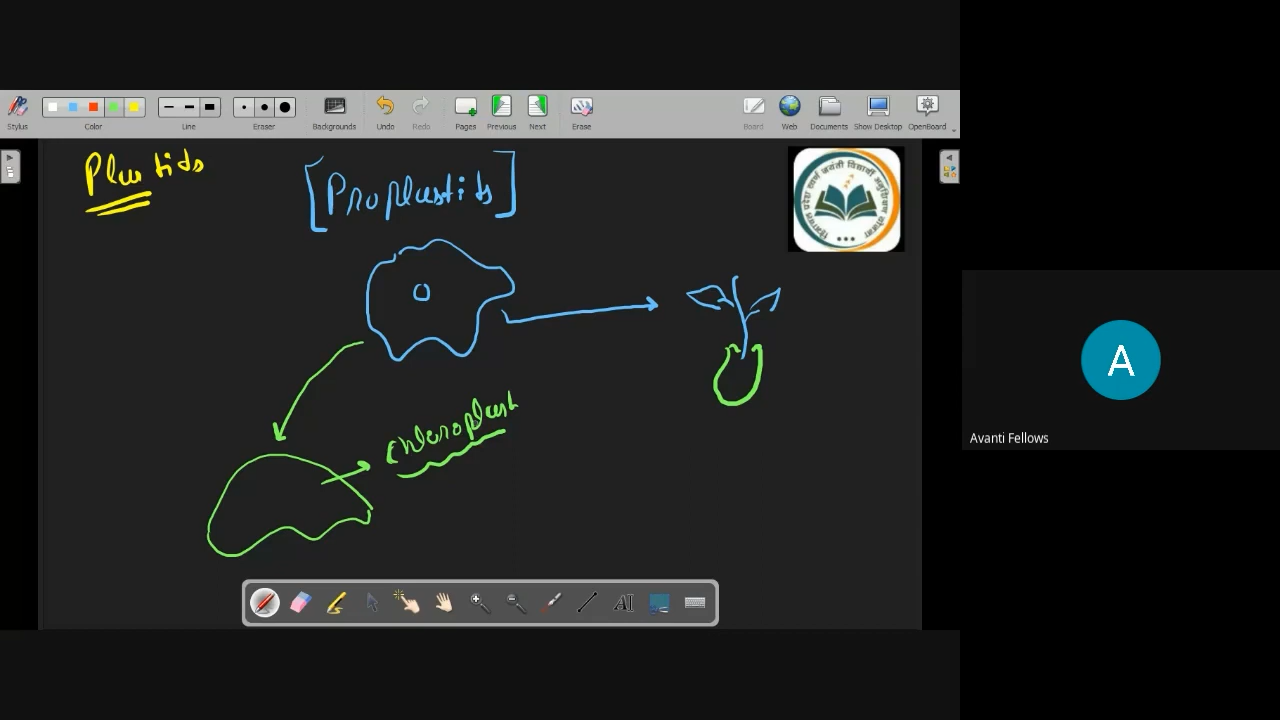 Stylus
Color
Line
Eraser
Backgrounds
Undo
Redo
Pages
Previous
Next
Erase
Board
Web
Documents
Show Desktop
OpenBoard
Plastids
[Proplastids]
chloroplast
A
Avanti Fellows
AI